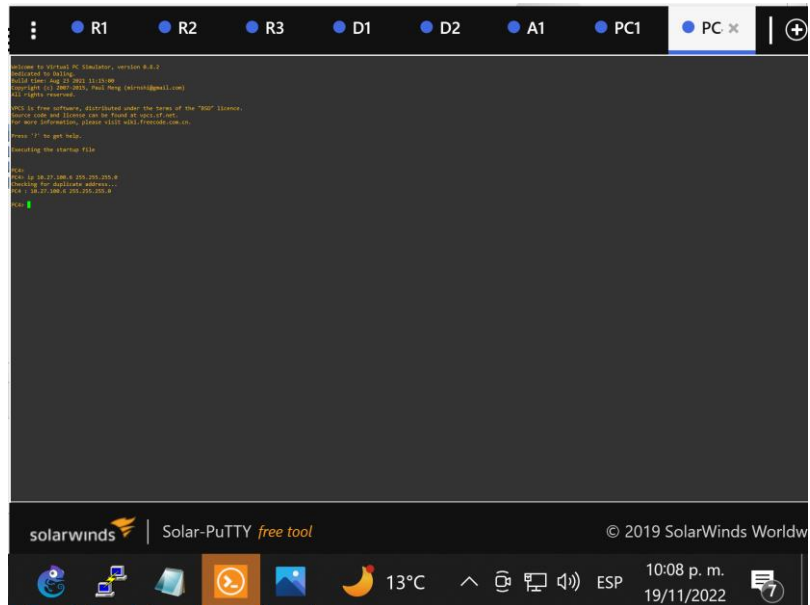 R1 R2 R3 D1 D2 A1 PC1 PC
Welcome to Virtual PC Simulator, version 0.8.2
Dedicated to Daling.
Build time: Aug 23 2021 11:15:00
Copyright (c) 2007-2015, Paul Meng (mirnshi@gmail.com)
All rights reserved.
VPCS is free software, distributed under the terms of the "BSD" licence.
Source code and license can be found at vpcs.sf.net.
For more information, please visit wiki.freecode.com.cn.
Press '?' to get help.
Executing the startup file
PC4>
PC4> ip 10.27.100.6 255.255.255.0
Checking for duplicate address...
PC4 : 10.27.100.6 255.255.255.0
PC4>
solarwinds Solar-PuTTY free tool © 2019 SolarWinds Worldw
13°C ESP 10:08 p. m.
19/11/2022
7